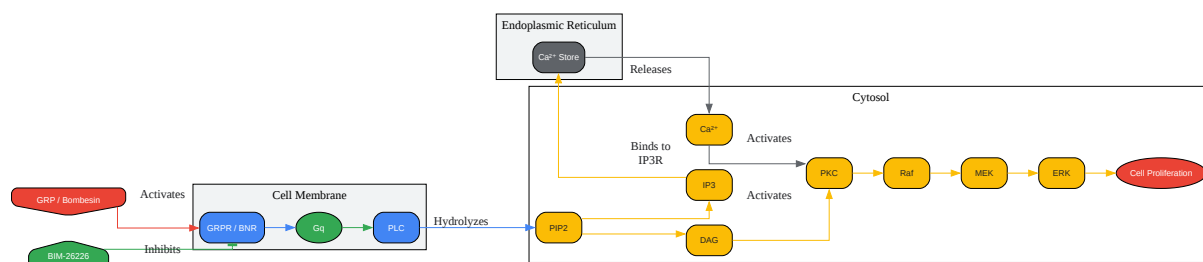 Endoplasmic Reticulum
Ca²⁺ Store
Releases
Cytosol
Ca²⁺
Activates
Binds to
IP3R
PKC
Raf
MEK
ERK
Cell Proliferation
IP3
Activates
GRP / Bombesin
Activates
Cell Membrane
GRPR / BNR
Gq
PLC
Hydrolyzes
PIP2
DAG
BIM-26226
Inhibits